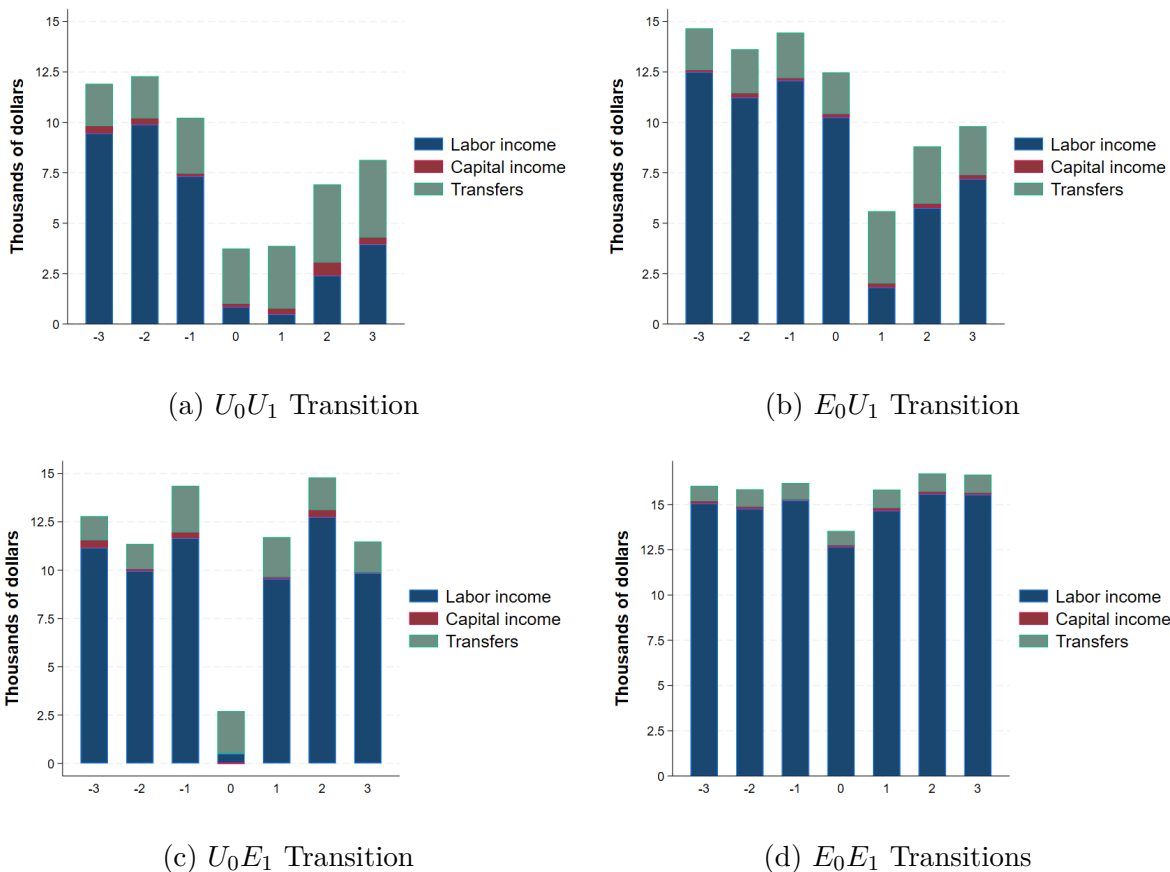 Thousands of dollars
15
12.5
10
7.5
5
2.5
0
-3 -2 -1 0 1 2 3
Labor income
Capital income
Transfers
(a) U₀U₁ Transition
Thousands of dollars
15
12.5
10
7.5
5
2.5
0
-3 -2 -1 0 1 2 3
Labor income
Capital income
Transfers
(b) E₀U₁ Transition
Thousands of dollars
15
12.5
10
7.5
5
2.5
0
-3 -2 -1 0 1 2 3
Labor income
Capital income
Transfers
(c) U₀E₁ Transition
Thousands of dollars
15
12.5
10
7.5
5
2.5
0
-3 -2 -1 0 1 2 3
Labor income
Capital income
Transfers
(d) E₀E₁ Transitions